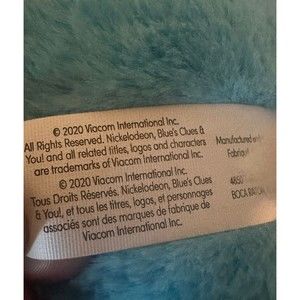 © 2020 Viacom International Inc.
All Rights Reserved. Nickelodeon, Blue's Clues &
You! and all related titles, logos and characters
are trademarks of Viacom International Inc.
© 2020 Viacom International Inc.
Tous Droits Réservés. Nickelodeon, Blue's Clues
& You!, et tous les titres, logos, et personnages
associés sont des marques de fabrique de
Viacom International Inc.
Manufactured
Fabriqué
4850
BOCA RATON